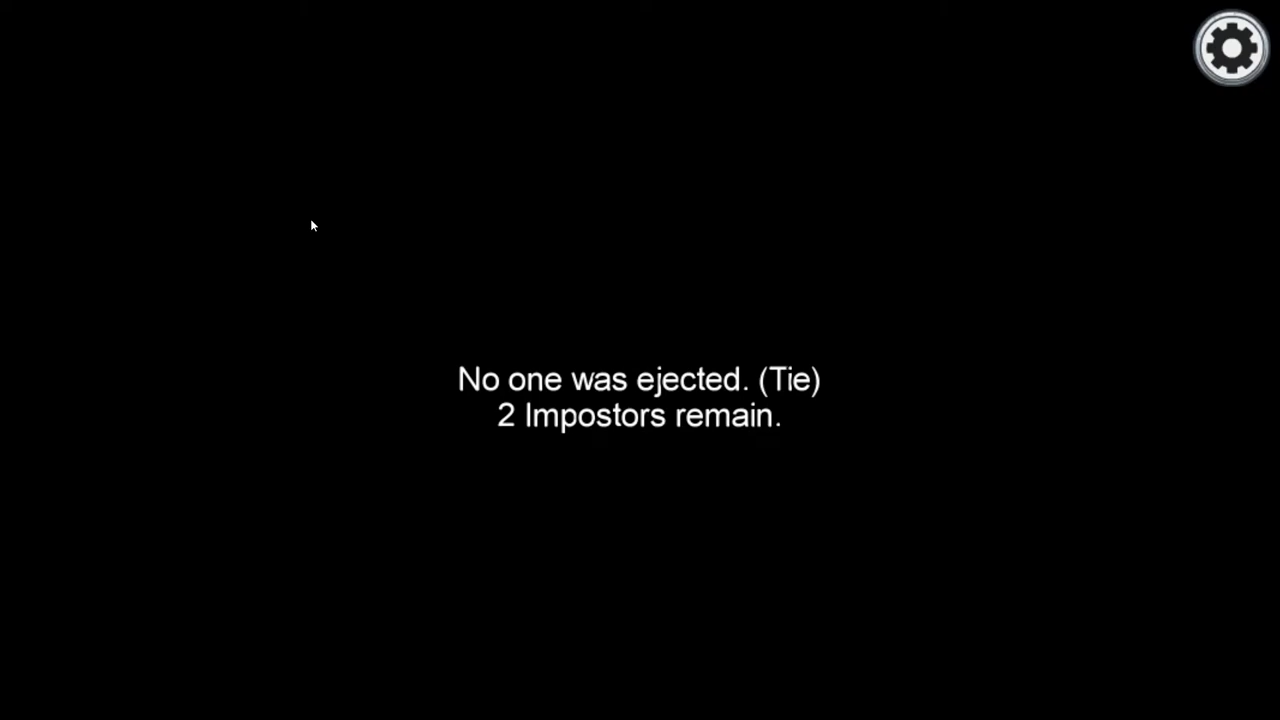 No one was ejected. (Tie)
2 Impostors remain.